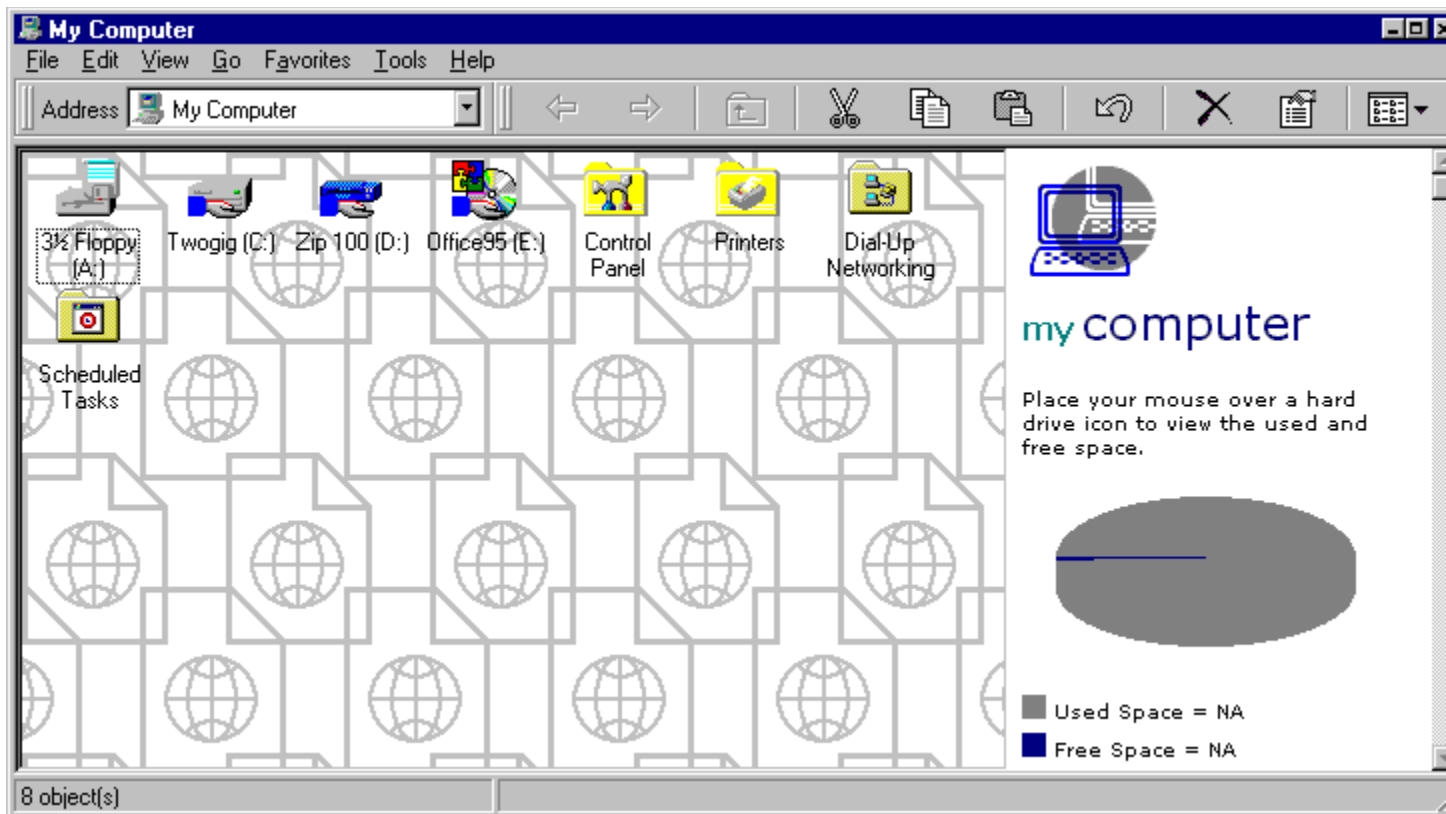 My Computer
File Edit View Go Favorites Tools Help
Address My Computer
3½ Floppy (A:)
Twogig (C:)
Zip 100 (D:)
Office95 (E:)
Control
Panel
Printers
Dial-Up
Networking
Scheduled
Tasks
my computer
Place your mouse over a hard
drive icon to view the used and
free space.
Used Space = NA
Free Space = NA
8 object(s)